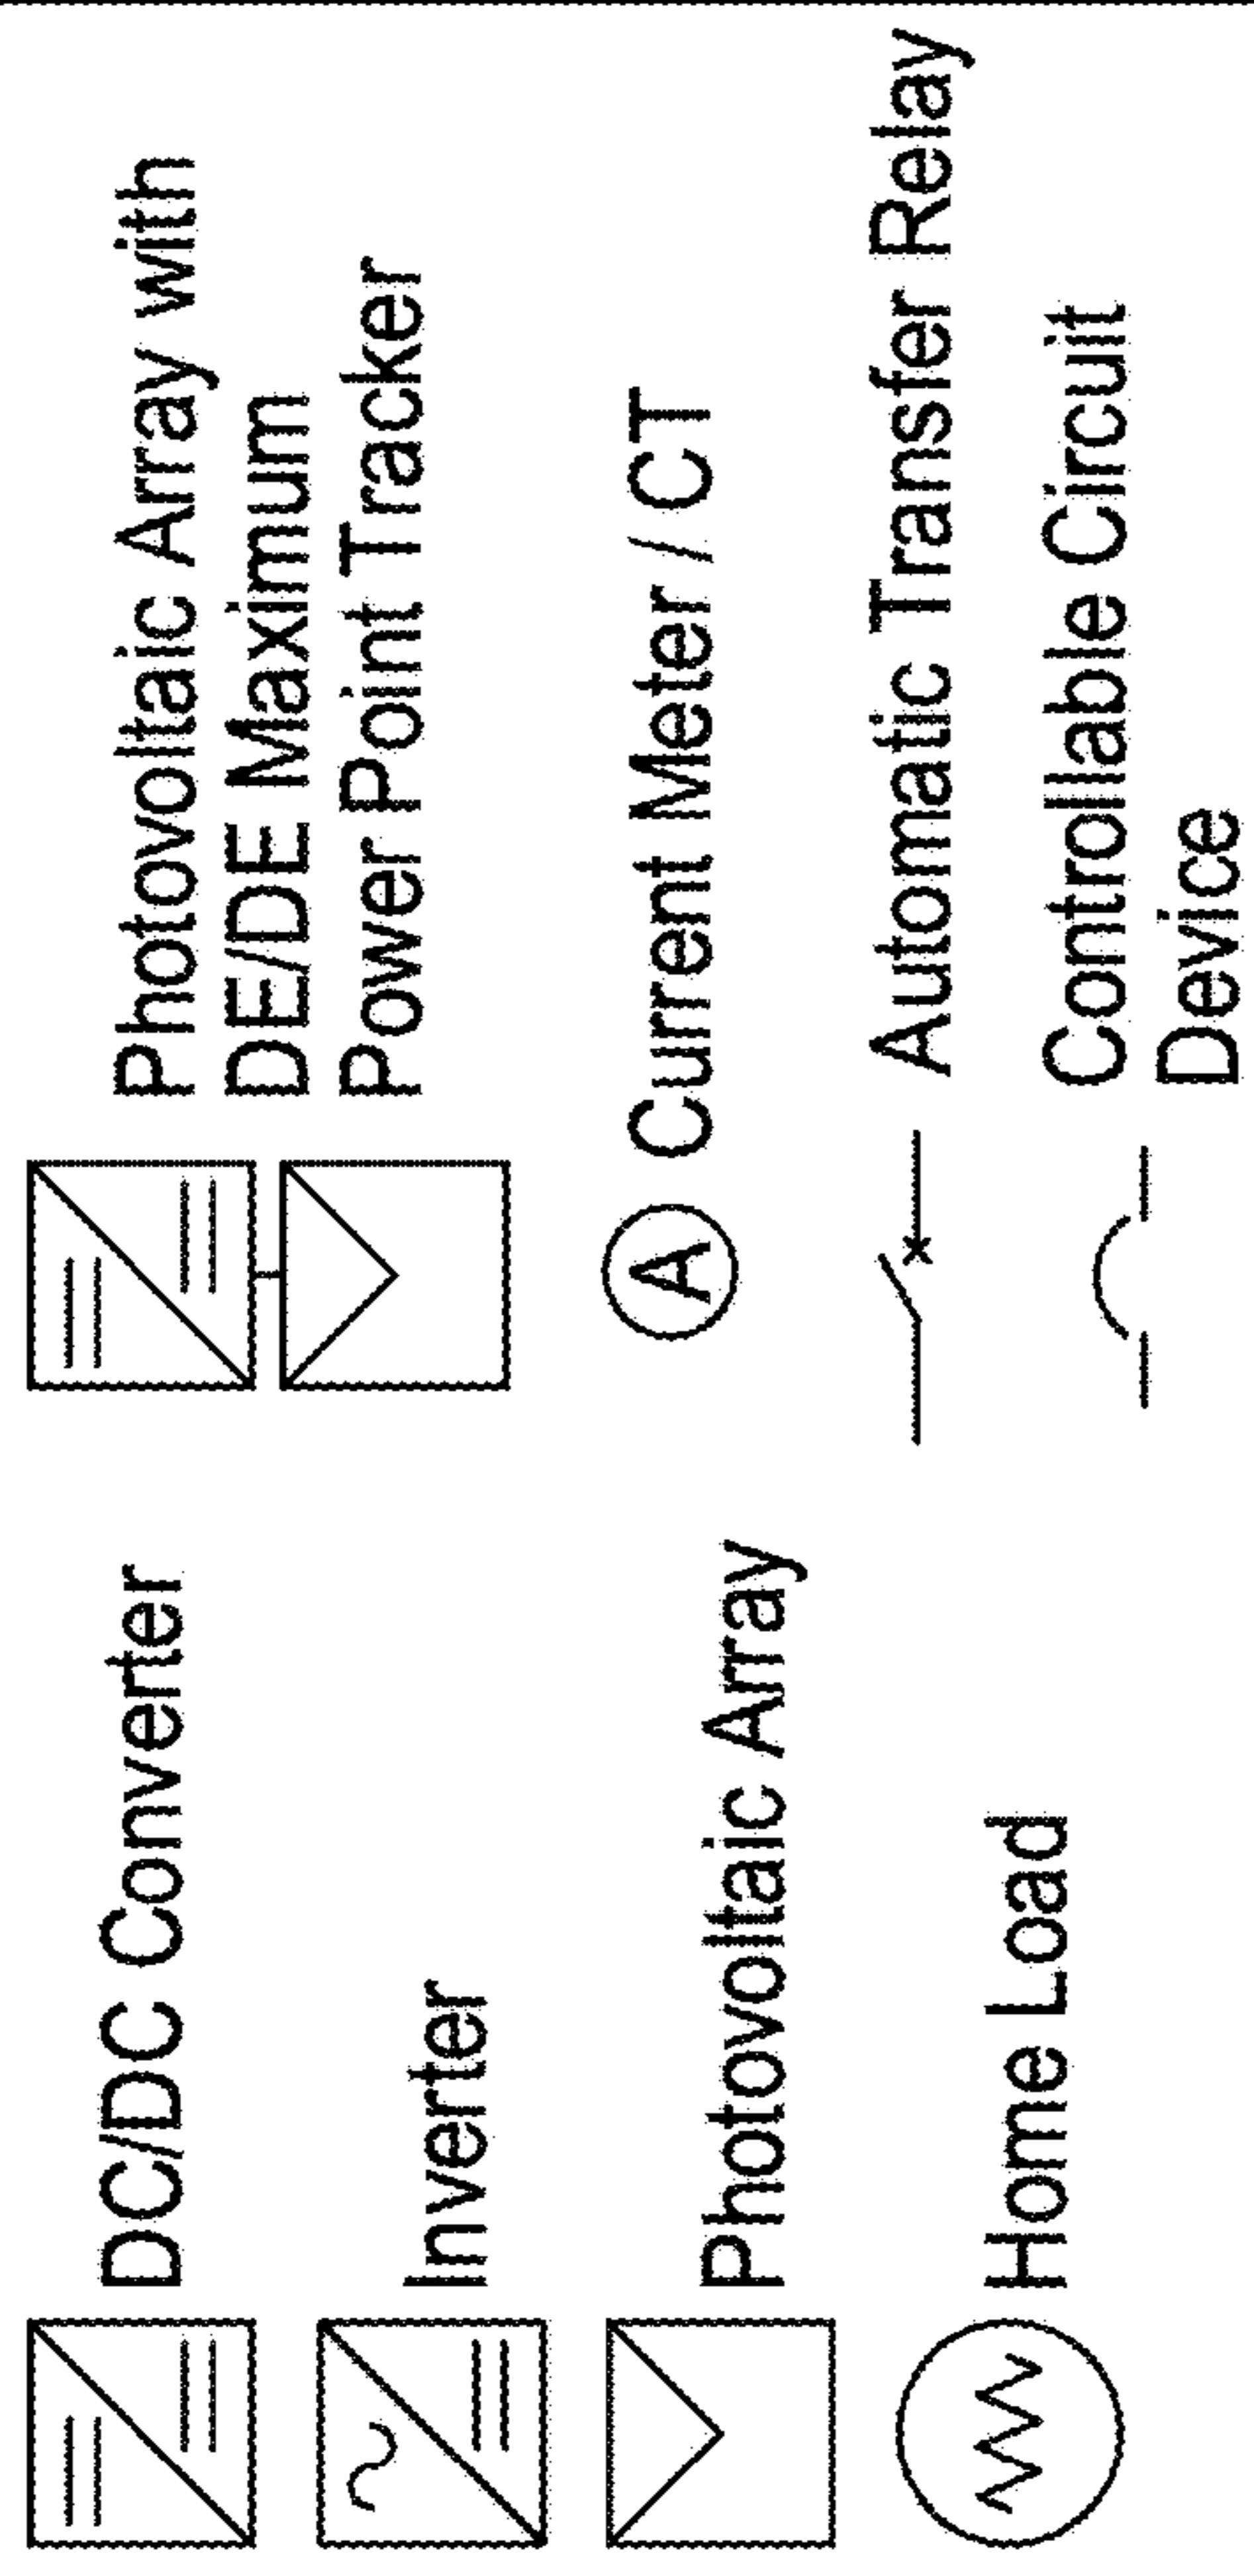 DC/DC Converter
Inverter
Photovoltaic Array
Home Load
Photovoltaic Array with
DE/DE Maximum
Power Point Tracker
A Current Meter / CT
Automatic Transfer Relay
Controllable Circuit
Device